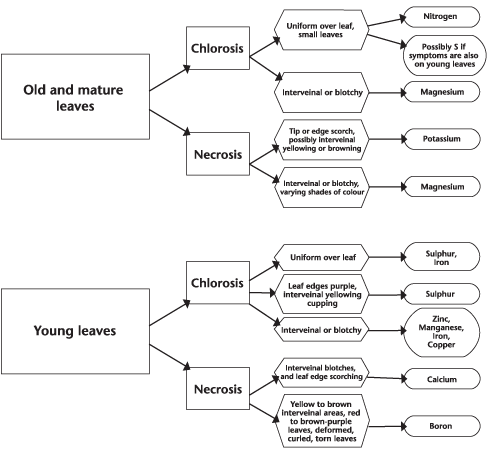 Old and mature
leaves
Chlorosis
Uniform over leaf,
small leaves
Nitrogen
Possibly S if
symptoms are also
on young leaves
Interveinal or blotchy
Magnesium
Necrosis
Tip or edge scorch,
possibly interveinal
yellowing or browning
Potassium
Interveinal or blotchy,
varying shades of colour
Magnesium
Young leaves
Chlorosis
Uniform over leaf
Sulphur,
iron
Leaf edges purple,
interveinal yellowing
cupping
Sulphur
Interveinal or blotchy
Zinc,
Manganese,
Iron,
Copper
Necrosis
Interveinal blotches,
and leaf edge scorching
Calcium
Yellow to brown
interveinal areas, red
to brown-purple
leaves, deformed,
curled, torn leaves
Boron